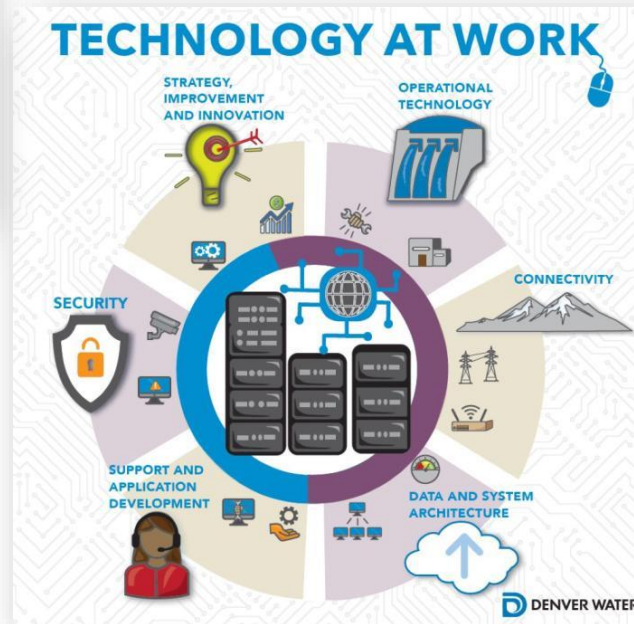 TECHNOLOGY AT WORK
STRATEGY,
IMPROVEMENT
AND INNOVATION
OPERATIONAL
TECHNOLOGY
CONNECTIVITY
SECURITY
SUPPORT AND
APPLICATION
DEVELOPMENT
DATA AND SYSTEM
ARCHITECTURE
DENVER WATER